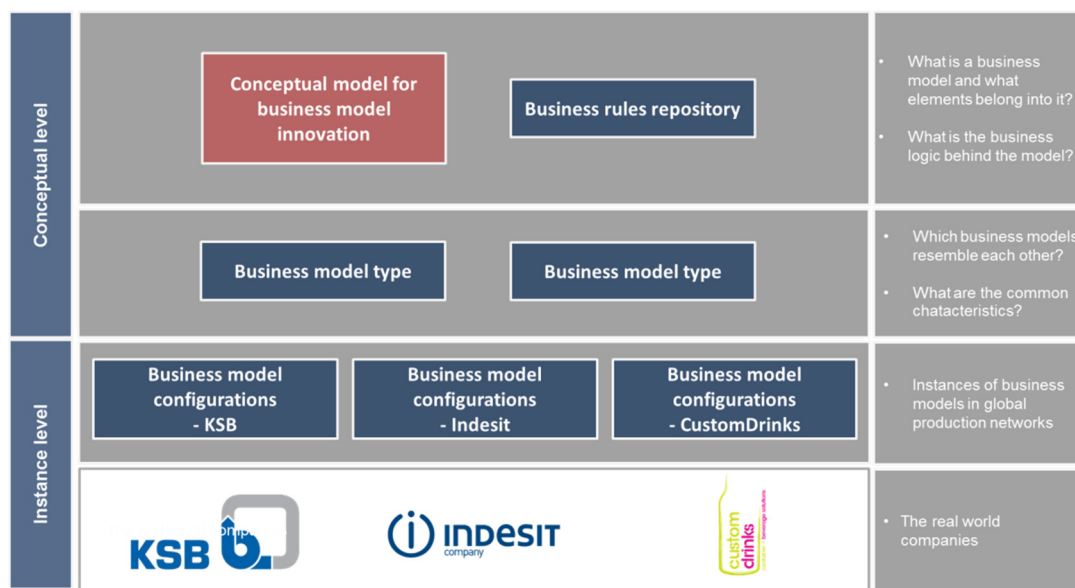 Conceptual level
Conceptual model for
business model
innovation
Business rules repository
• What is a business
model and what
elements belong into it?
• What is the business
logic behind the model?
Business model type
Business model type
• Which business models
resemble each other?
• What are the common
chatacteristics?
Instance level
Business model
configurations
- KSB
Business model
configurations
- Indesit
Business model
configurations
- CustomDrinks
• Instances of business
models in global
production networks
KSB
INDESIT
company
custom
drinks
beverage solutions
• The real world
companies